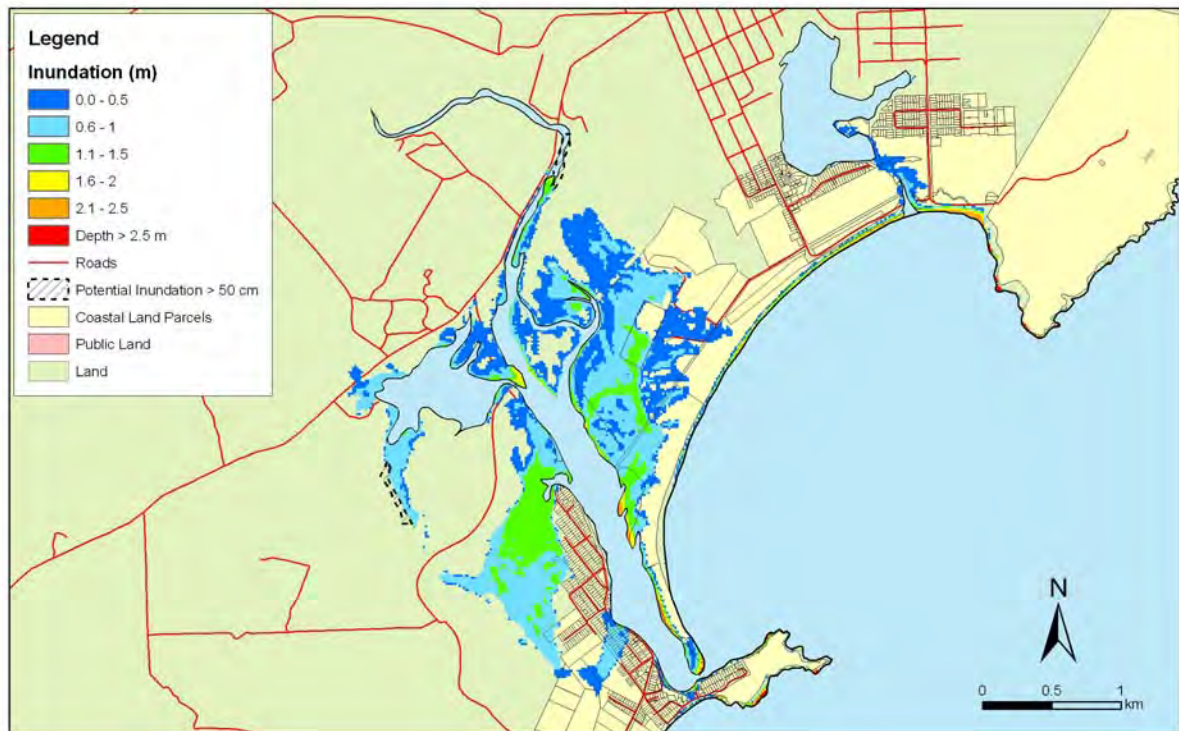 Legend
Inundation (m)
0.0 - 0.5
0.6 - 1
1.1 - 1.5
1.6 - 2
2.1 - 2.5
Depth > 2.5 m
Roads
Potential Inundation > 50 cm
Coastal Land Parcels
Public Land
Land
N
0 0.5 1
km